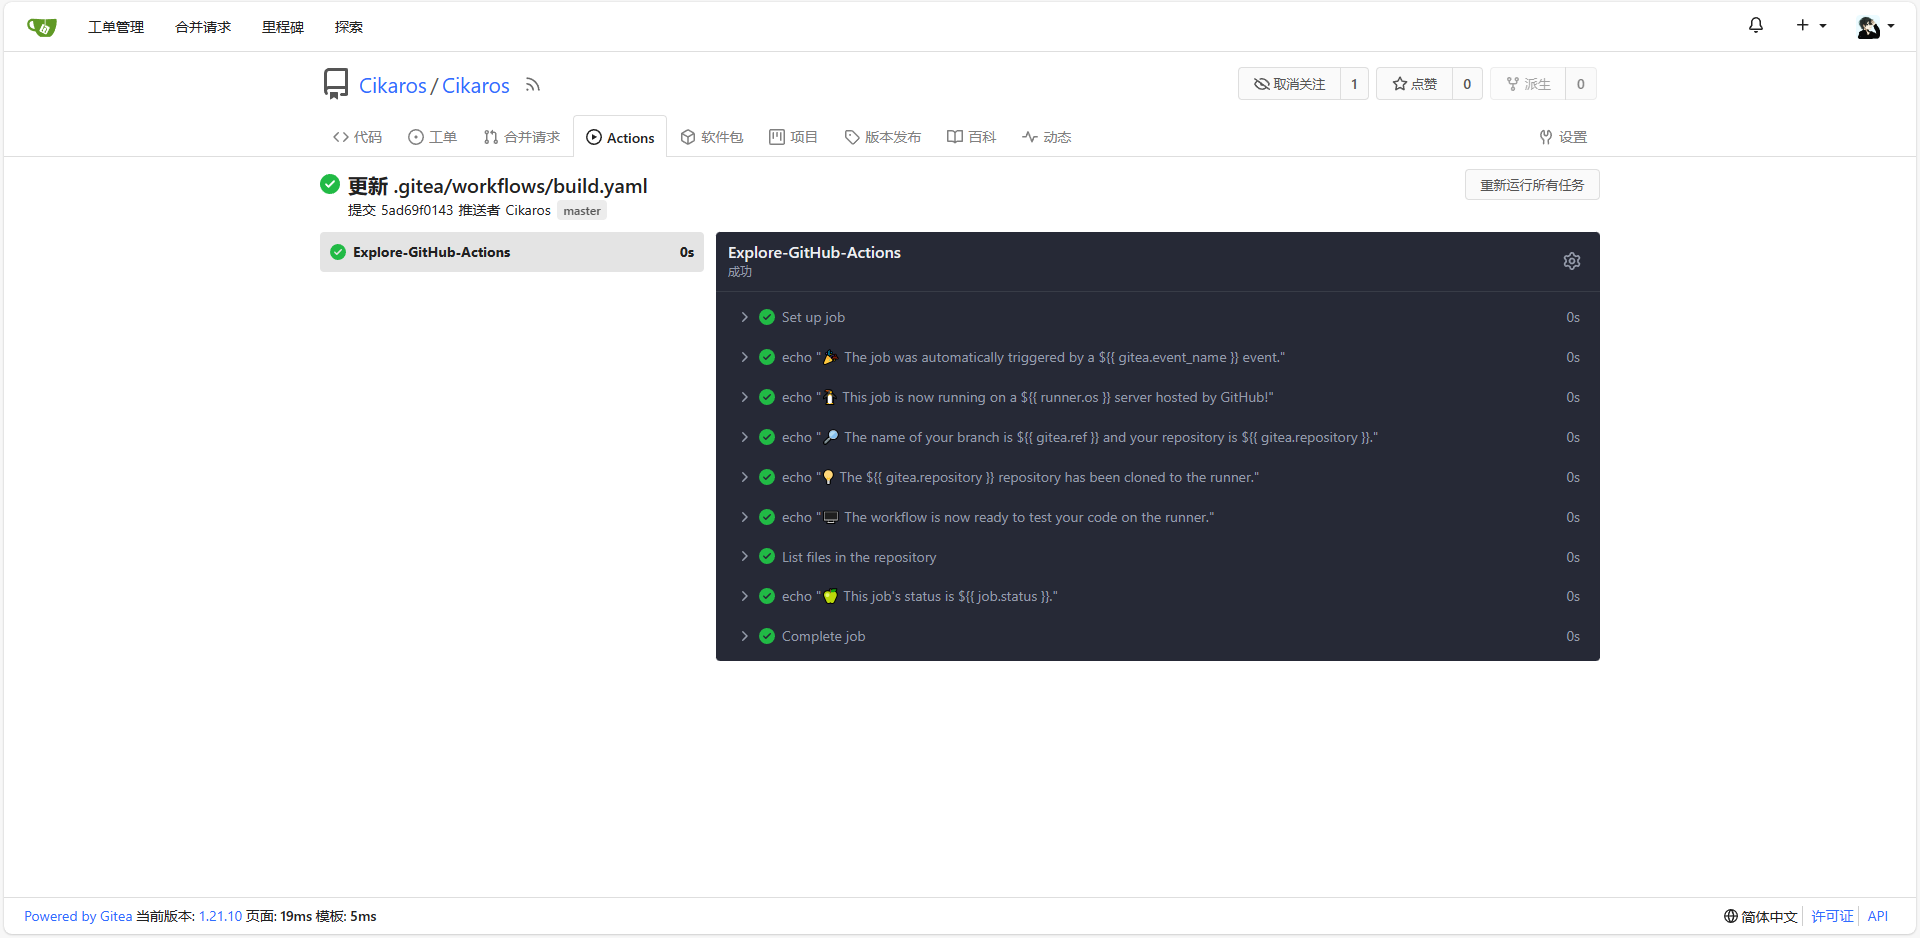 工单管理 合并请求 里程碑 探索
Cikaros / Cikaros 取消关注 1 点赞 0 派生 0
代码 工单 合并请求 Actions 软件包 项目 版本发布 百科 动态 设置
更新 .gitea/workflows/build.yaml 重新运行所有任务
提交 5ad69f0143 推送者 Cikaros master
Explore-GitHub-Actions 0s
Explore-GitHub-Actions
成功
Set up job 0s
echo "🎉 The job was automatically triggered by a ${{ gitea.event_name }} event." 0s
echo "🐧 This job is now running on a ${{ runner.os }} server hosted by GitHub!" 0s
echo "🔎 The name of your branch is ${{ gitea.ref }} and your repository is ${{ gitea.repository }}." 0s
echo "💡 The ${{ gitea.repository }} repository has been cloned to the runner." 0s
echo "🖥️ The workflow is now ready to test your code on the runner." 0s
List files in the repository 0s
echo "🍏 This job's status is ${{ job.status }}." 0s
Complete job 0s
Powered by Gitea 当前版本: 1.21.10 页面: 19ms 模板: 5ms 简体中文 许可证 API